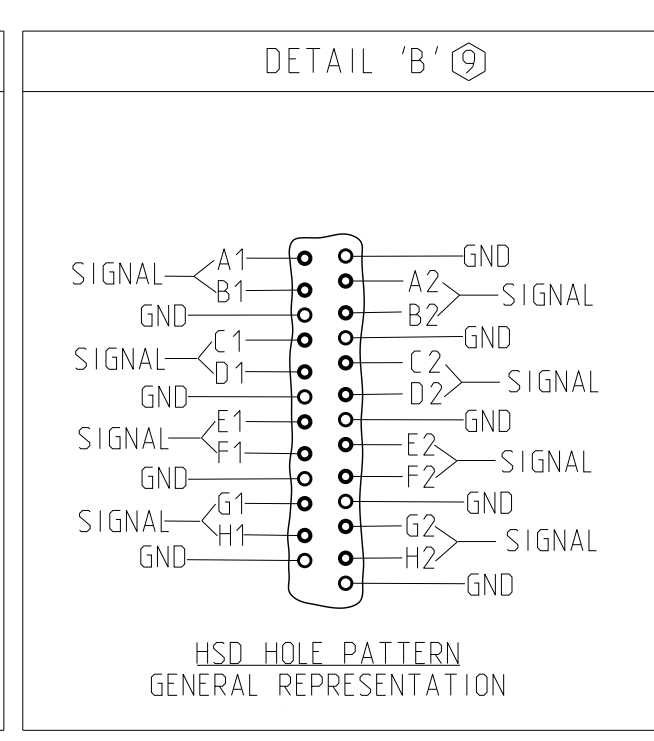 DETAIL 'B' 9
GND
A1
SIGNAL
B1
A2
SIGNAL
B2
GND
GND
C1
SIGNAL
D1
C2
SIGNAL
D2
GND
GND
E1
SIGNAL
F1
E2
SIGNAL
F2
GND
GND
G1
SIGNAL
H1
G2
SIGNAL
H2
GND
GND
HSD HOLE PATTERN
GENERAL REPRESENTATION